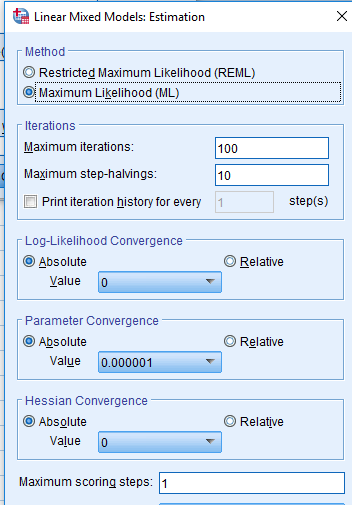 Linear Mixed Models: Estimation
Method
Restricted Maximum Likelihood (REML)
Maximum Likelihood (ML)
Iterations
Maximum iterations: 100
Maximum step-halvings: 10
Print iteration history for every 1 step(s)
Log-Likelihood Convergence
Absolute Relative
Value 0
Parameter Convergence
Absolute Relative
Value 0.000001
Hessian Convergence
Absolute Relative
Value 0
Maximum scoring steps: 1